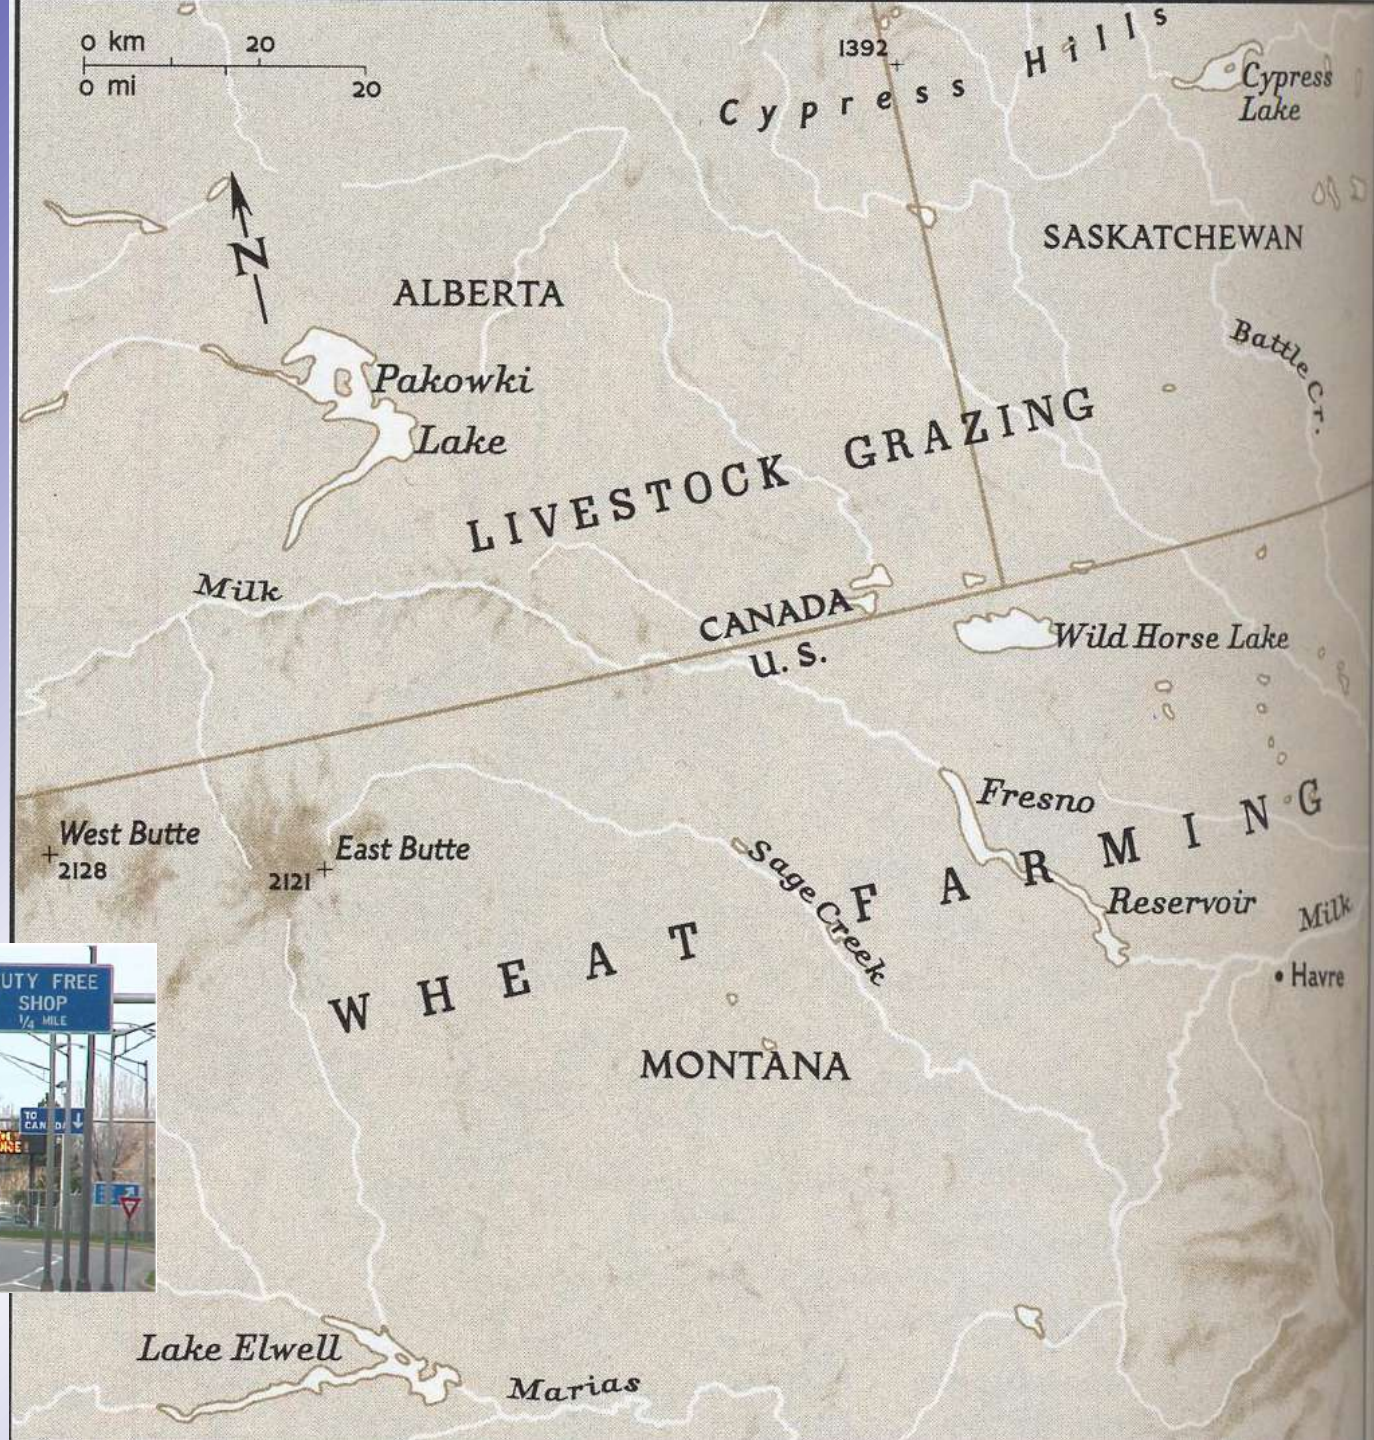 0 km 20
0 mi 20
1392
Cypress Hills
Cypress
Lake
N
SASKATCHEWAN
ALBERTA
Battle Cr.
Pakowki
Lake
LIVESTOCK GRAZING
Milk
CANADA
U. S.
Wild Horse Lake
Fresno
Reservoir
West Butte
2128
East Butte
2121
Sage Creek
WHEAT FARMING
Milk
Havre
UTY FREE
SHOP
1/4 MILE
MONTANA
TO
CANADA
Lake Elwell
Marias